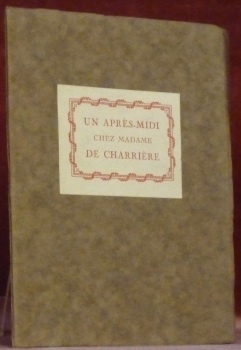 UN APRÈS-MIDI
CHEZ MADAME
DE CHARRIÈRE